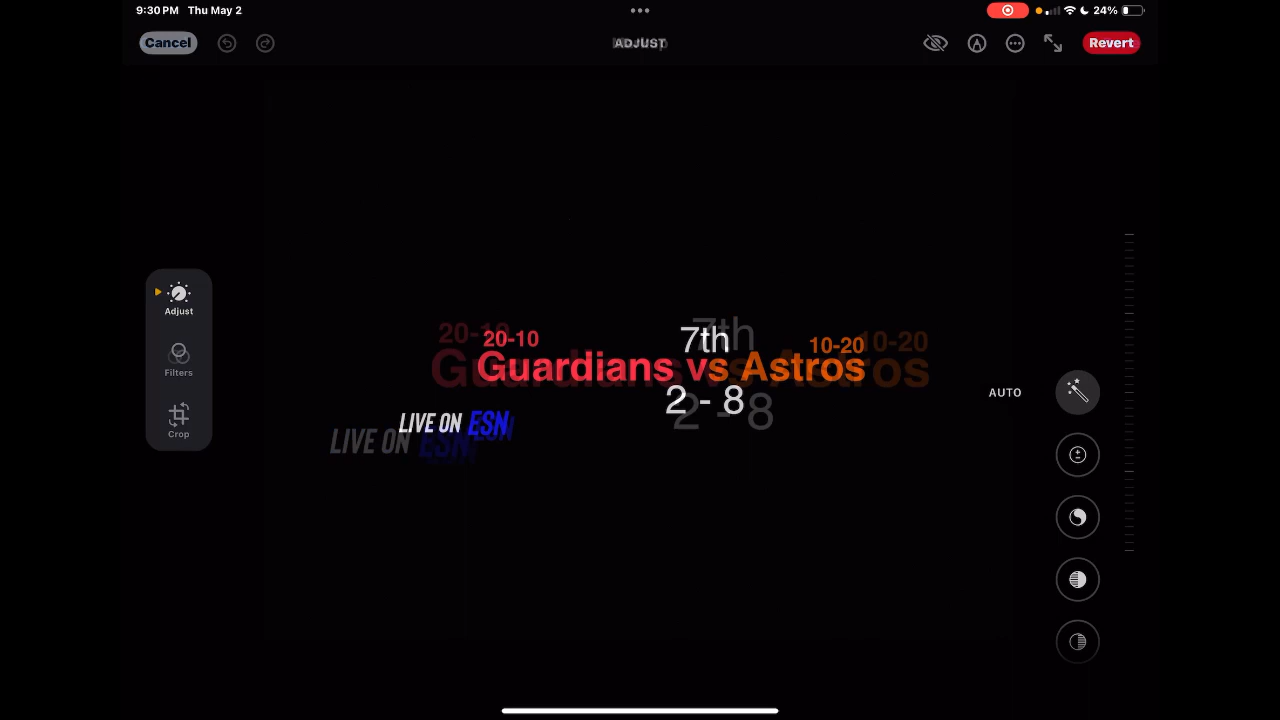 9:30 PM Thu May 2
24%
Cancel
ADJUST
Revert
Adjust
Filters
Crop
20-10
7th
10-20
Guardians vs Astros
2 - 8
LIVE ON ESN
AUTO